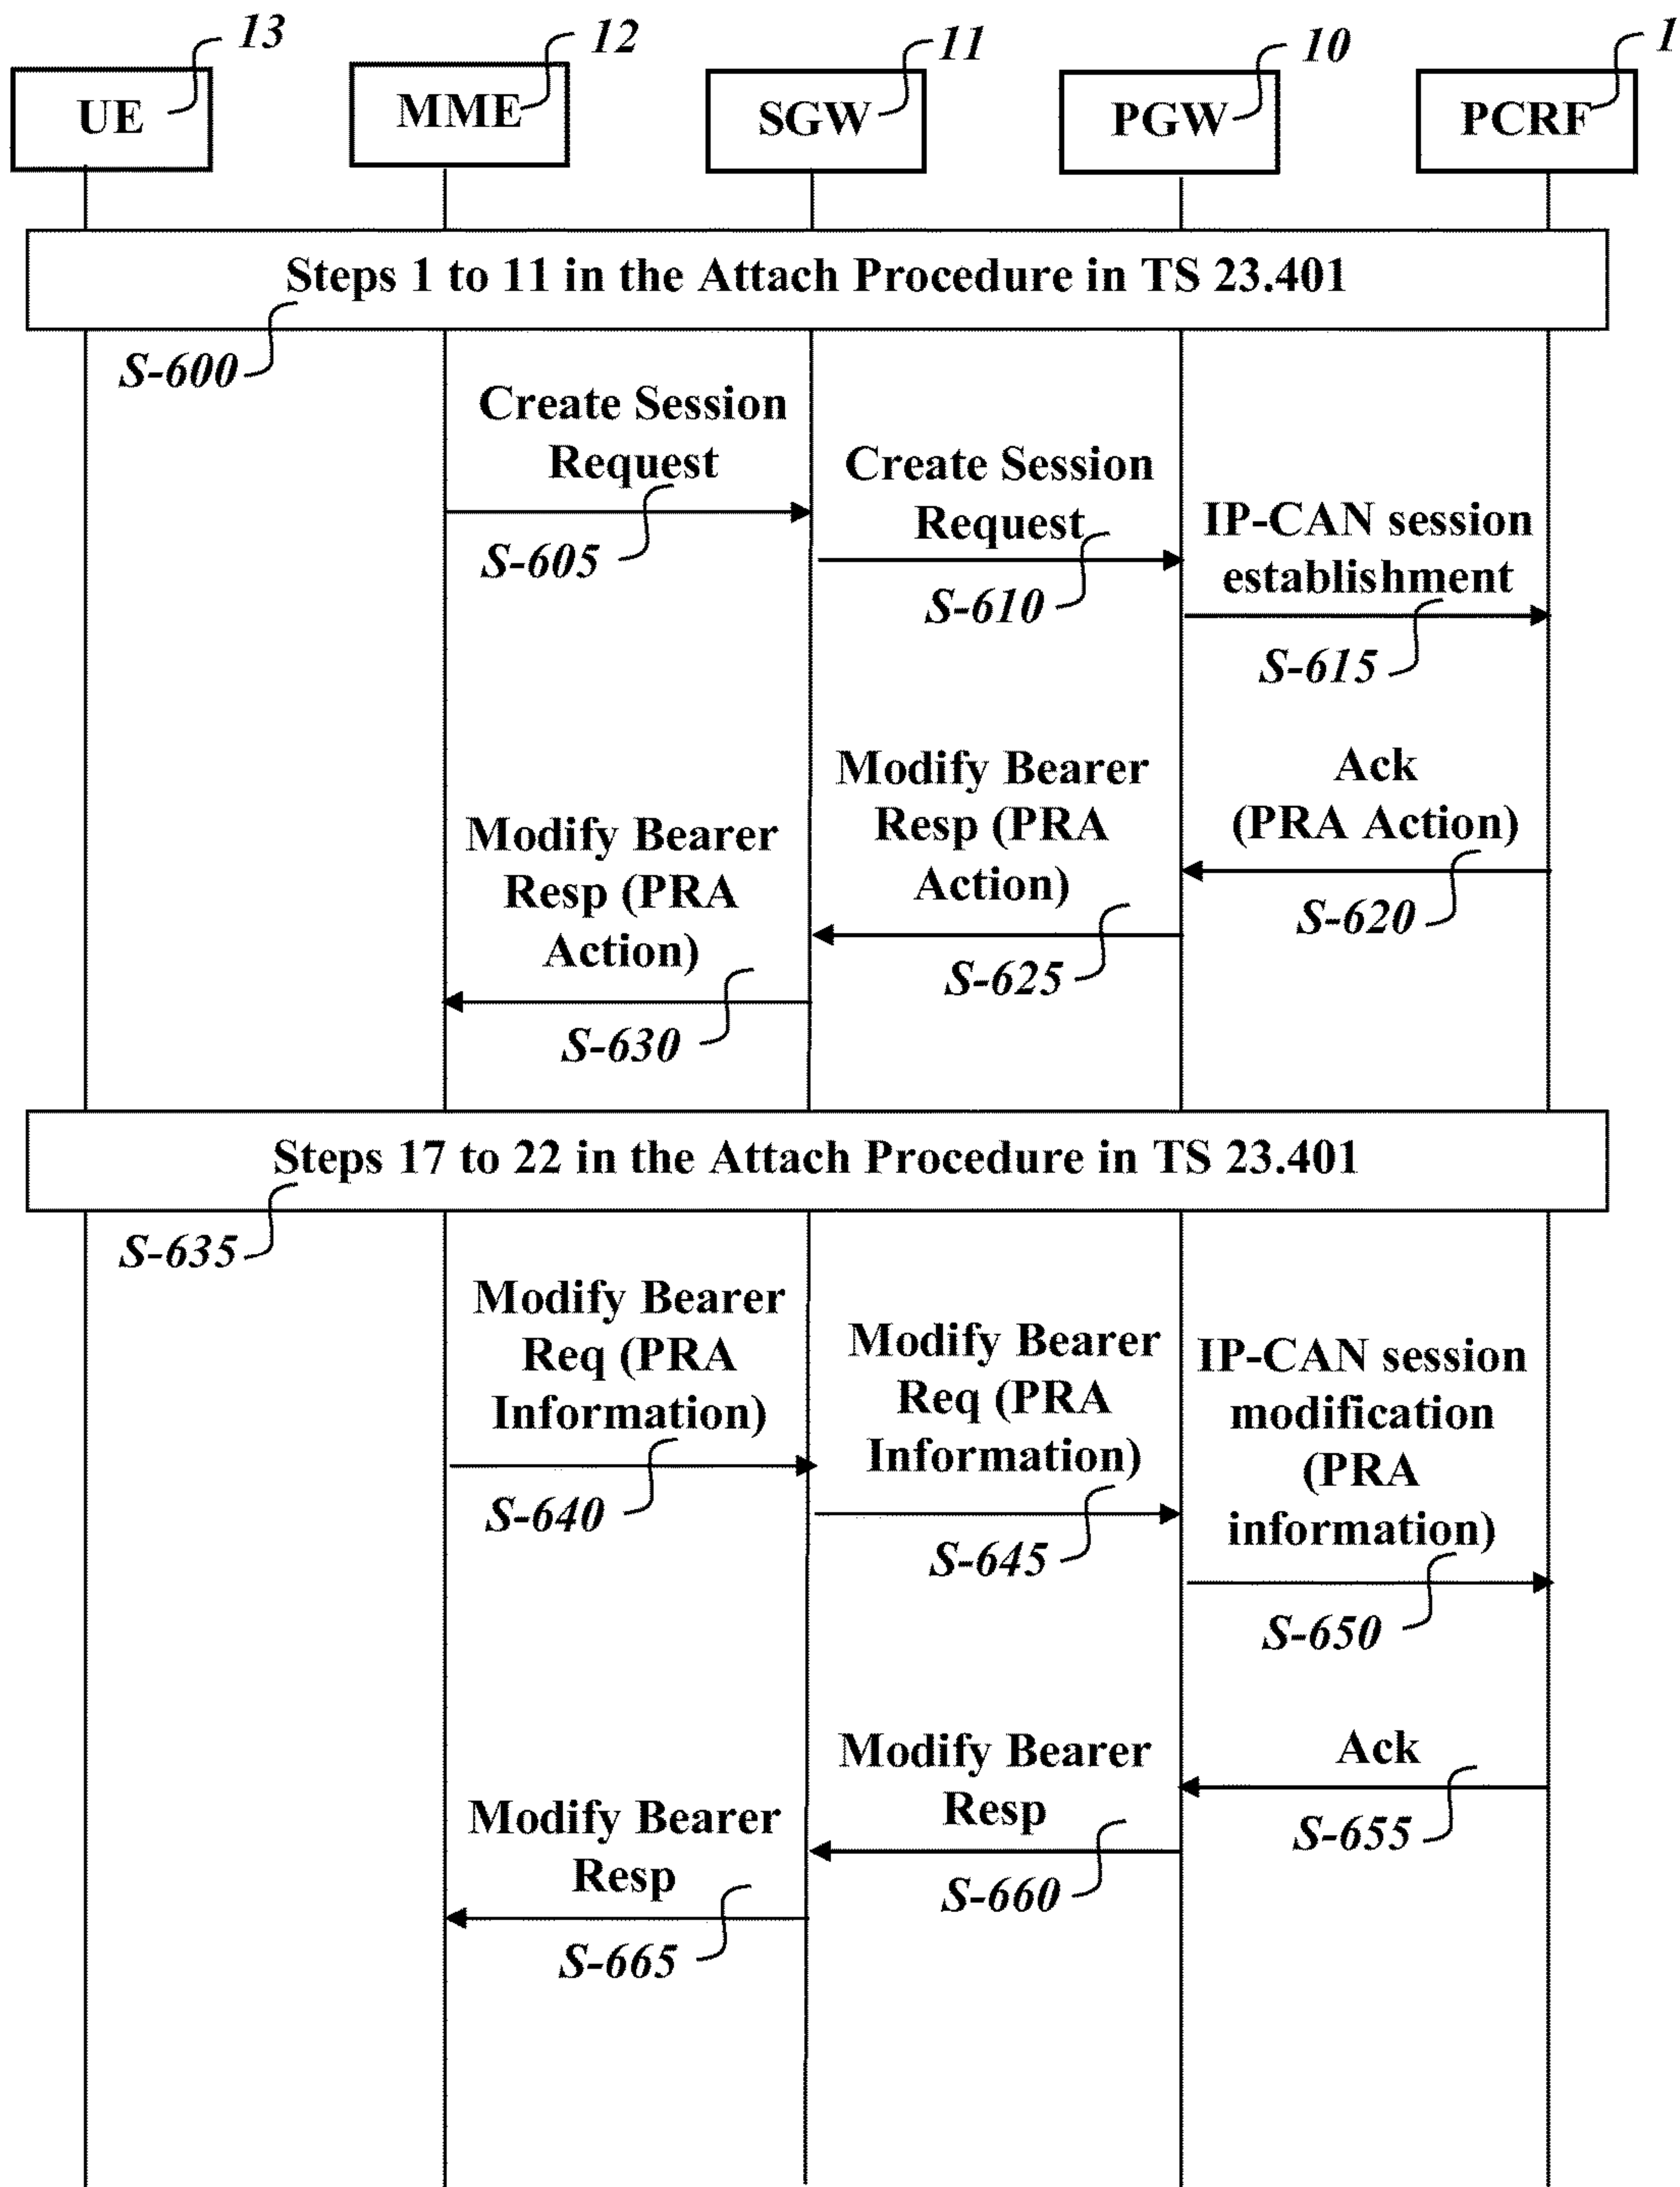 13
12
11
10
1
UE
MME
SGW
PGW
PCRF
Steps 1 to 11 in the Attach Procedure in TS 23.401
S-600
Create Session
Request
S-605
Create Session
Request
S-610
IP-CAN session
establishment
S-615
Ack
(PRA Action)
S-620
Modify Bearer
Resp (PRA
Action)
S-625
Modify Bearer
Resp (PRA
Action)
S-630
Steps 17 to 22 in the Attach Procedure in TS 23.401
S-635
Modify Bearer
Req (PRA
Information)
S-640
Modify Bearer
Req (PRA
Information)
S-645
IP-CAN session
modification
(PRA
information)
S-650
Ack
S-655
Modify Bearer
Resp
S-660
Modify Bearer
Resp
S-665